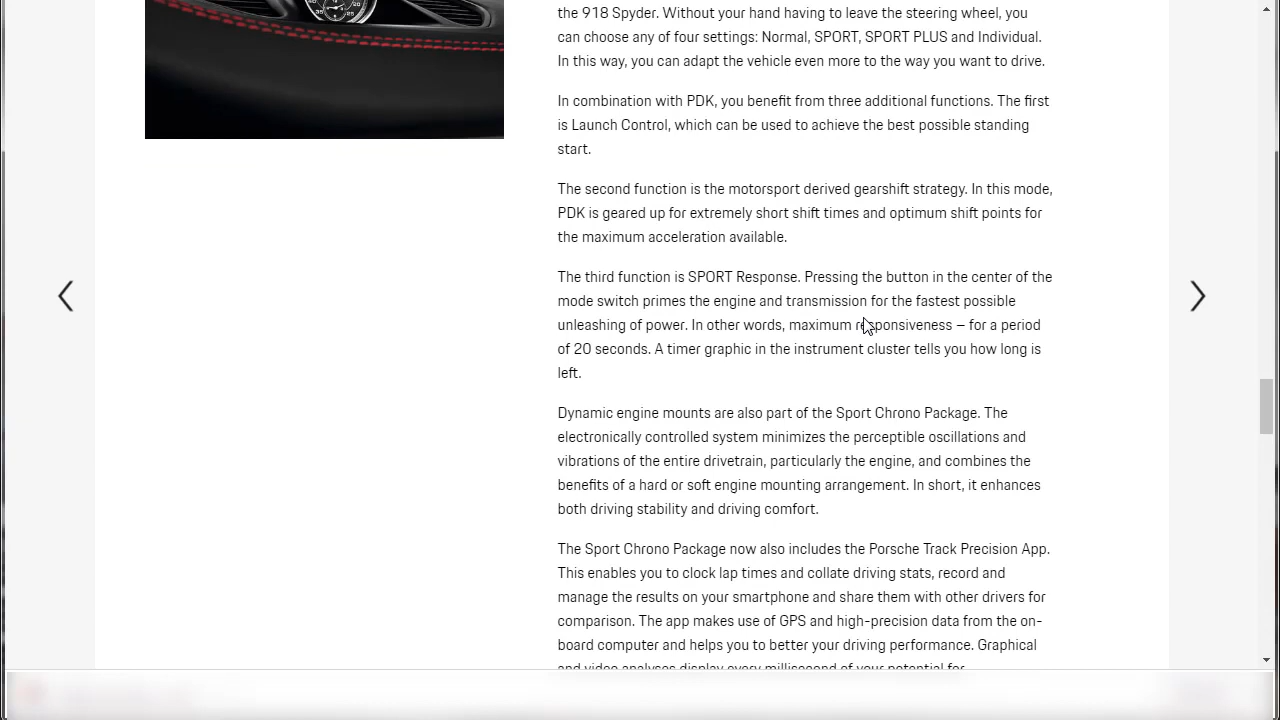 the 918 Spyder. Without your hand having to leave the steering wheel, you
can choose any of four settings: Normal, SPORT, SPORT PLUS and Individual.
In this way, you can adapt the vehicle even more to the way you want to drive.
In combination with PDK, you benefit from three additional functions. The first
is Launch Control, which can be used to achieve the best possible standing
start.
The second function is the motorsport derived gearshift strategy. In this mode,
PDK is geared up for extremely short shift times and optimum shift points for
the maximum acceleration available.
The third function is SPORT Response. Pressing the button in the center of the
mode switch primes the engine and transmission for the fastest possible
unleashing of power. In other words, maximum responsiveness – for a period
of 20 seconds. A timer graphic in the instrument cluster tells you how long is
left.
Dynamic engine mounts are also part of the Sport Chrono Package. The
electronically controlled system minimizes the perceptible oscillations and
vibrations of the entire drivetrain, particularly the engine, and combines the
benefits of a hard or soft engine mounting arrangement. In short, it enhances
both driving stability and driving comfort.
The Sport Chrono Package now also includes the Porsche Track Precision App.
This enables you to clock lap times and collate driving stats, record and
manage the results on your smartphone and share them with other drivers for
comparison. The app makes use of GPS and high-precision data from the on-
board computer and helps you to better your driving performance. Graphical
and video analyses display every millisecond of your potential for